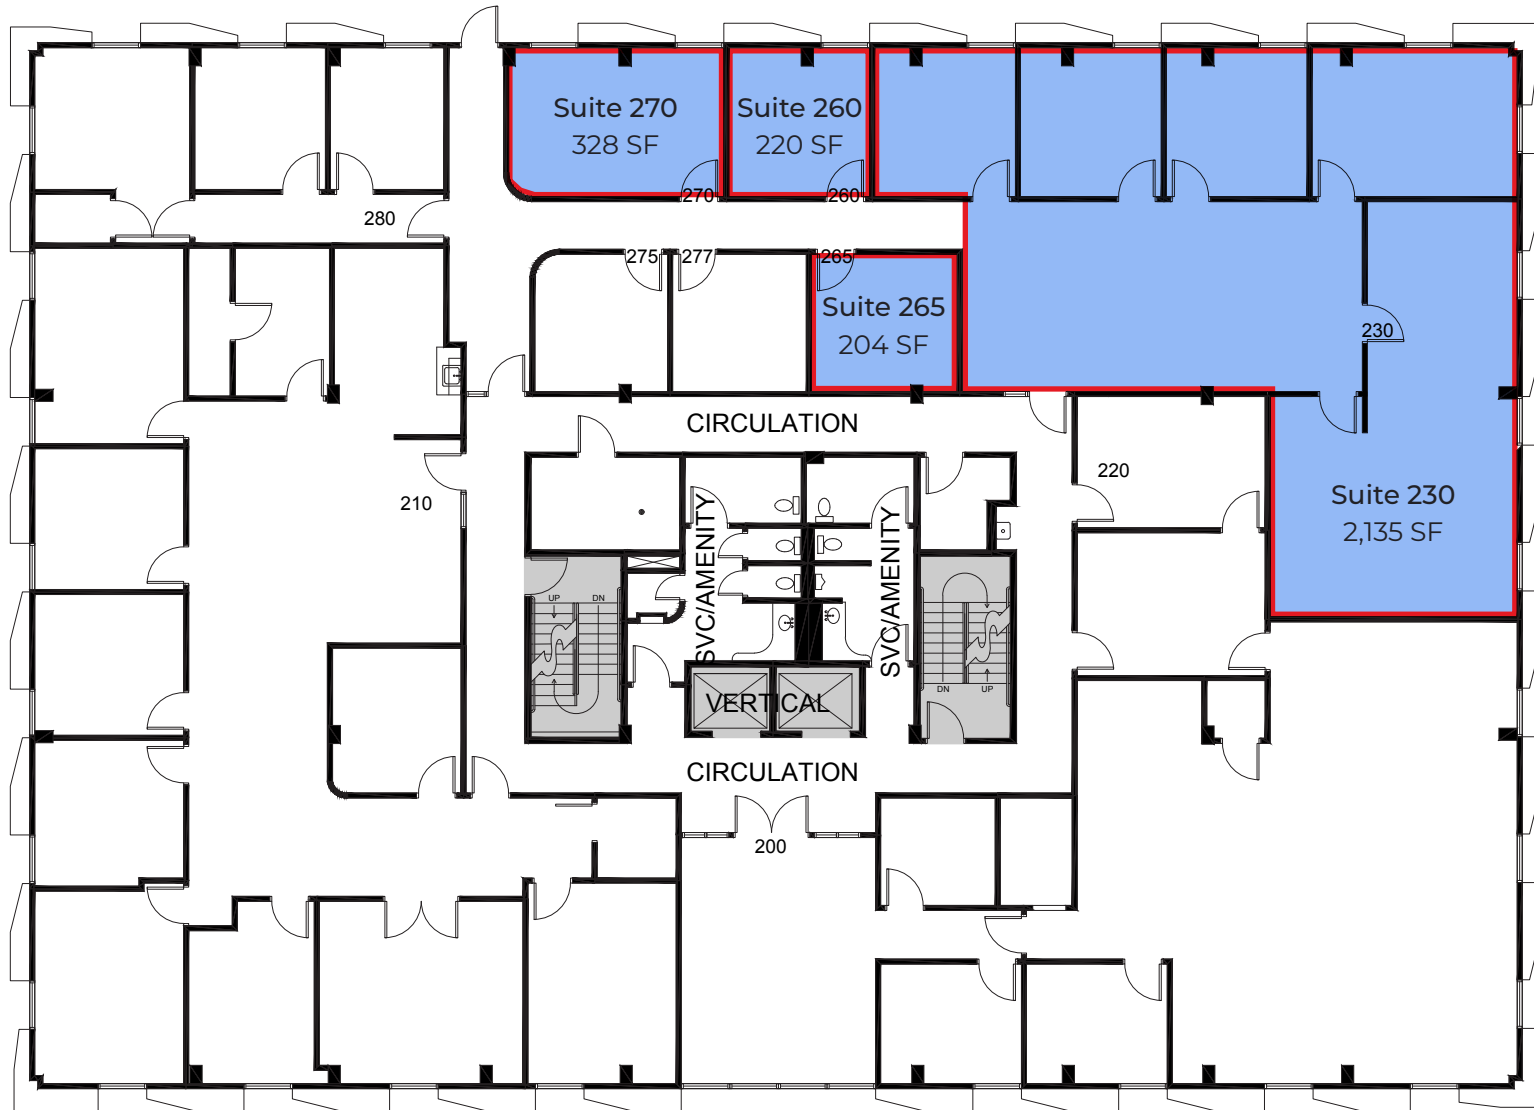 Suite 270
328 SF
Suite 260
220 SF
270
260
280
275
277
265
Suite 265
204 SF
230
CIRCULATION
210
220
Suite 230
2,135 SF
SVC/AMENITY
SVC/AMENITY
UP
DN
DN
UP
VERTICAL
CIRCULATION
200